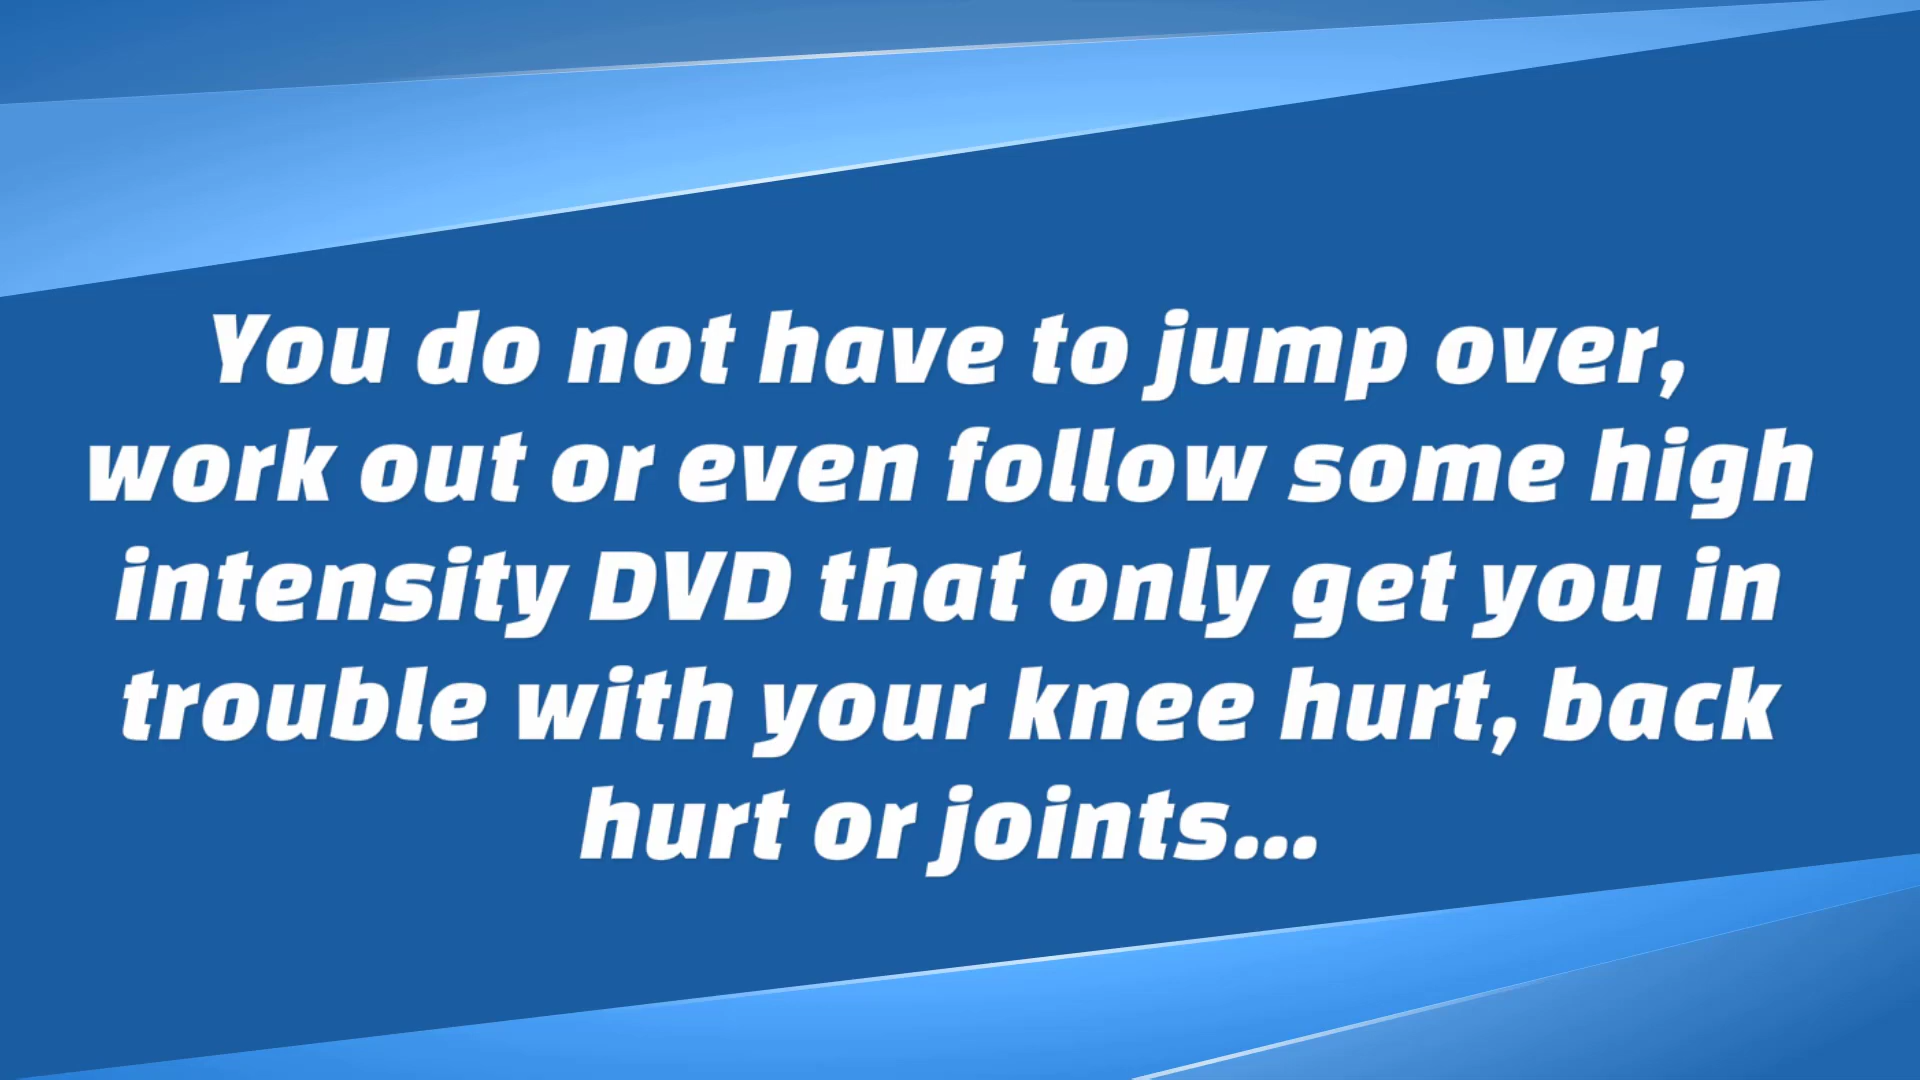 You do not have to jump over,
work out or even follow some high
intensity DVD that only get you in
trouble with your knee hurt, back
hurt or joints...